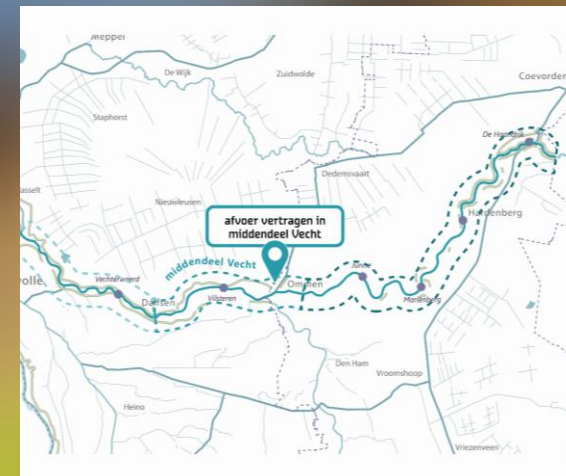 Meppel
De Wijk
Zuidwolde
Coevorden
Staphorst
De Haandrik
Dedemsvaart
Hasselt
Nieuwleusen
Hardenberg
afvoer vertragen in
middendeel Vecht
middendeel Vecht
Junne
Ommen
Vechterweerd
Vilsteren
Mariënberg
Dalfsen
Den Ham
Vroomshoop
Heino
Vriezenveen